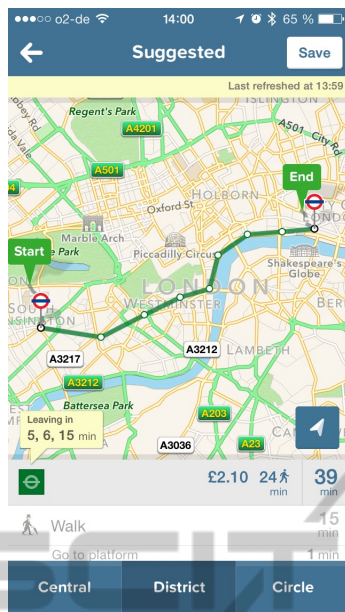 o2-de 14:00 65 %
Suggested
Save
Last refreshed at 13:59
ISLINGTON
Regent's Park
A4201
A501
City Rd
A501
End
HOLBORN
Oxford St
Marble Arch
Piccadilly Circus
Start
Shakespeare's
Globe
LONDON
WESTMINSTER
SOUTH
A3217
A3212
LAMBETH
A3212
Battersea Park
A203
Leaving in
5, 6, 15 min
A3036
A23
£2.10 24 min 39 min
Walk
15 min
Go to platform
1 min
Central
District
Circle